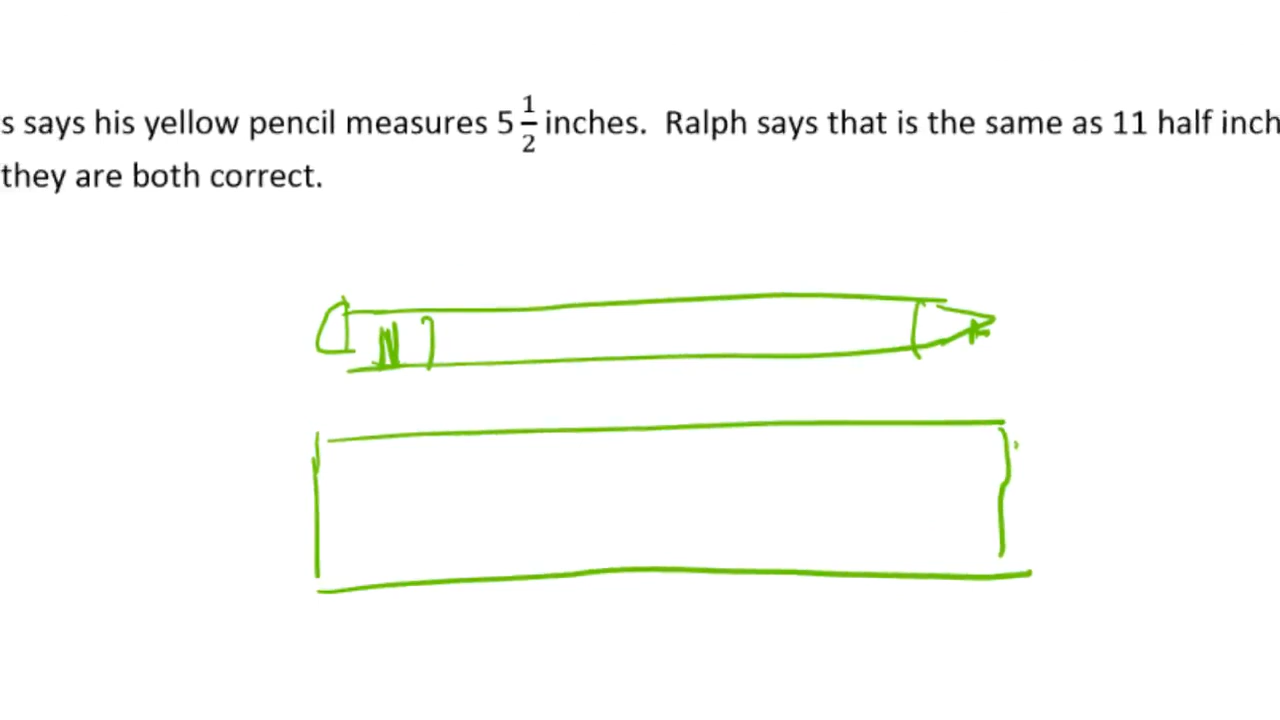 s says his yellow pencil measures 5 1/2 inches. Ralph says that is the same as 11 half inch
they are both correct.